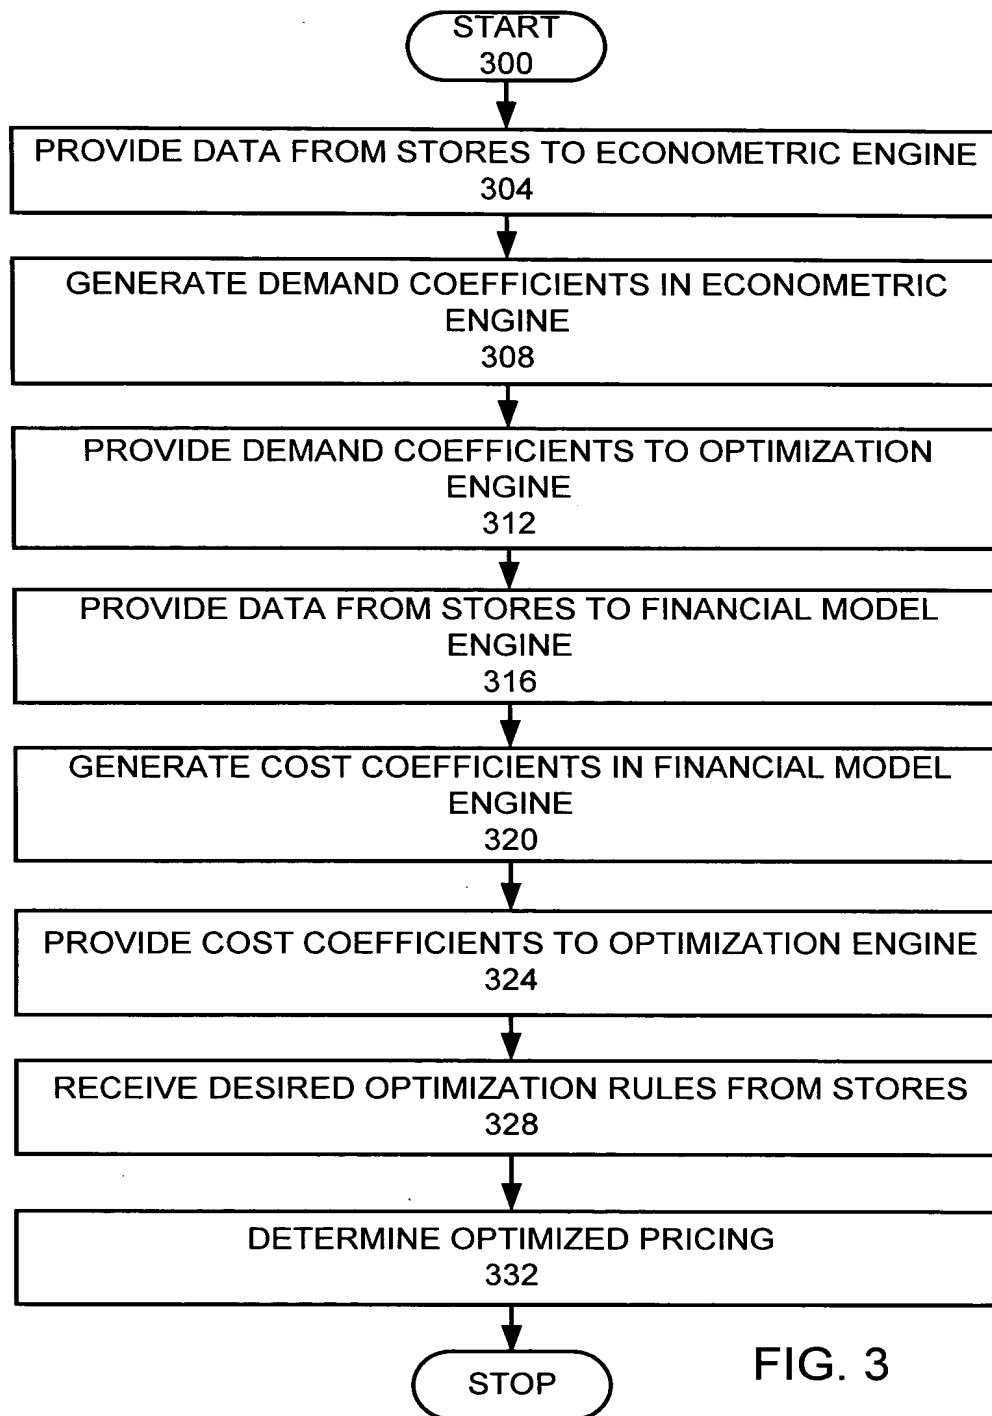 START
300
PROVIDE DATA FROM STORES TO ECONOMETRIC ENGINE
304
GENERATE DEMAND COEFFICIENTS IN ECONOMETRIC
ENGINE
308
PROVIDE DEMAND COEFFICIENTS TO OPTIMIZATION
ENGINE
312
PROVIDE DATA FROM STORES TO FINANCIAL MODEL
ENGINE
316
GENERATE COST COEFFICIENTS IN FINANCIAL MODEL
ENGINE
320
PROVIDE COST COEFFICIENTS TO OPTIMIZATION ENGINE
324
RECEIVE DESIRED OPTIMIZATION RULES FROM STORES
328
DETERMINE OPTIMIZED PRICING
332
STOP
FIG. 3